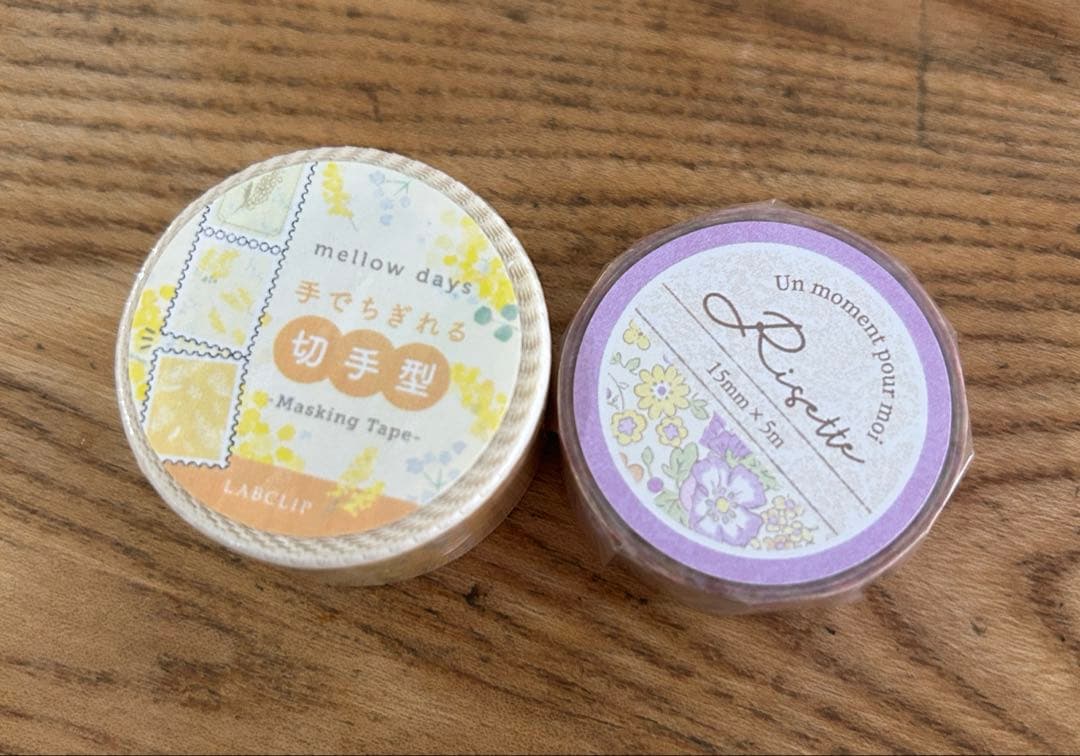 mellow days
手でちぎれる
切手型
-Masking Tape-
LABCLIP
Un moment pour moi
Risette
15mm × 5m